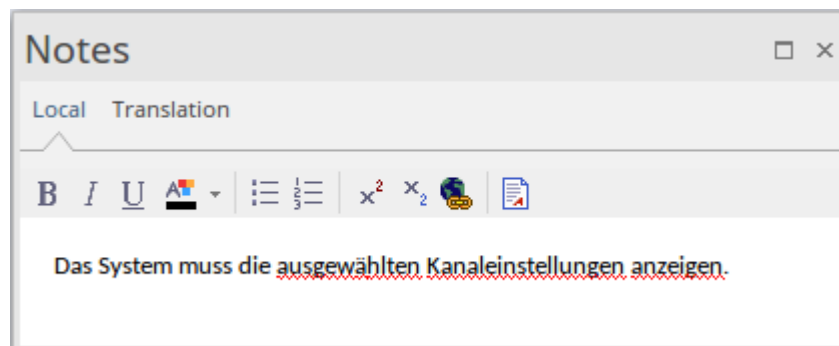 Notes
Local Translation
Das System muss die ausgewählten Kanaleinstellungen anzeigen.